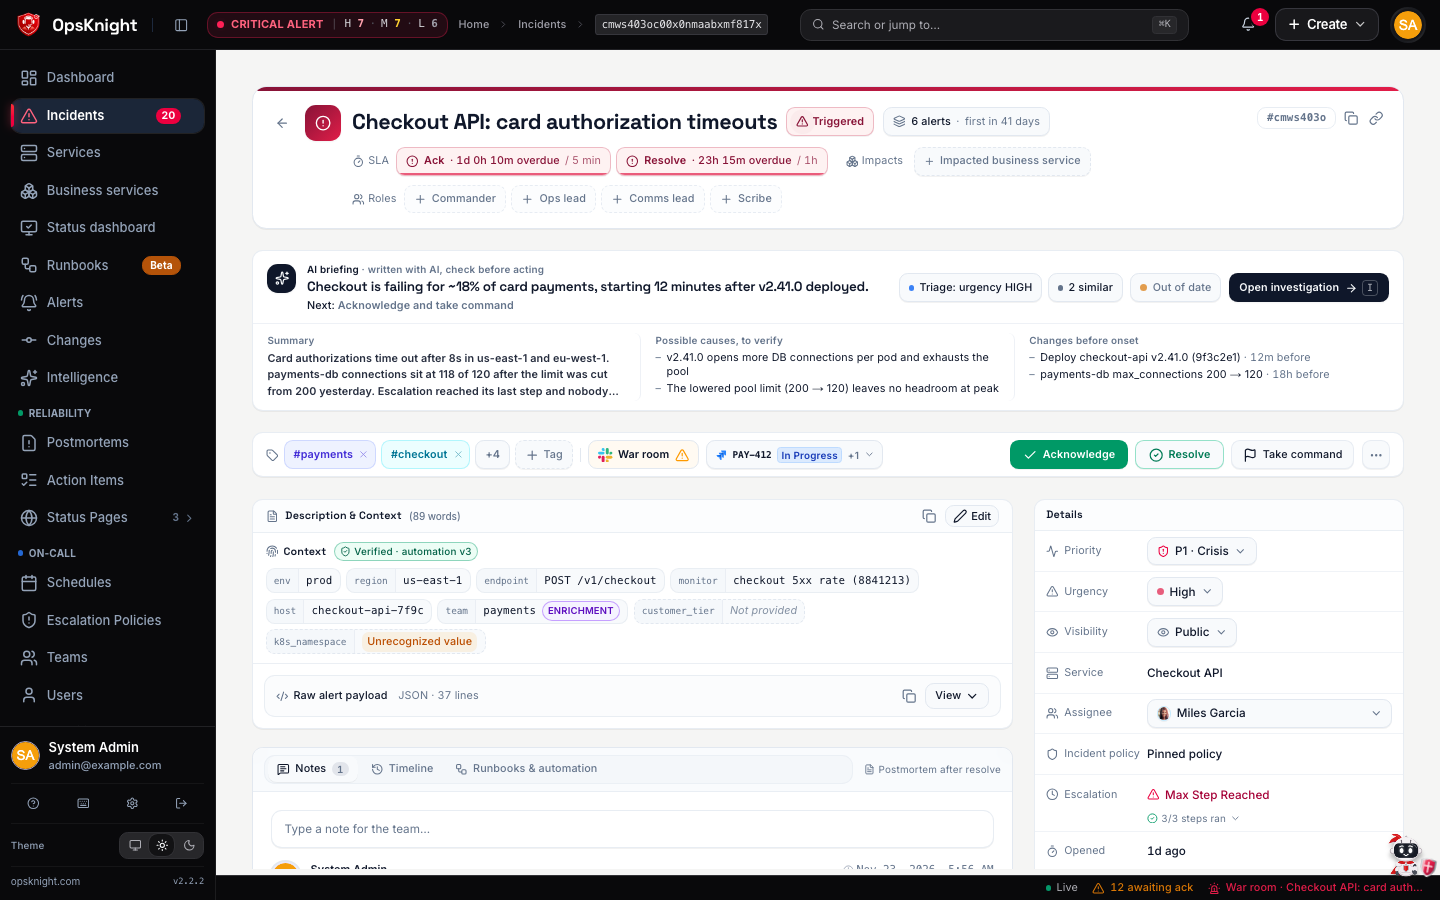 OpsKnight
CRITICAL ALERT | H 7 · M 7 · L 6
Home
Incidents
cmws403oc00x0nmaabxmf817x
Search or jump to...
⌘K
1
+ Create
SA
Dashboard
Incidents 20
Services
Business services
Status dashboard
Runbooks Beta
Alerts
Changes
Intelligence
RELIABILITY
Postmortems
Action Items
Status Pages 3
ON-CALL
Schedules
Escalation Policies
Teams
Users
SA
System Admin
admin@example.com
Theme
opsknight.com v2.2.2
Checkout API: card authorization timeouts
Triggered
6 alerts · first in 41 days
#cmws403o
SLA
Ack · 1d 0h 10m overdue / 5 min
Resolve · 23h 15m overdue / 1h
Impacts
+ Impacted business service
Roles
+ Commander
+ Ops lead
+ Comms lead
+ Scribe
AI briefing · written with AI, check before acting
Checkout is failing for ~18% of card payments, starting 12 minutes after v2.41.0 deployed.
Next: Acknowledge and take command
Triage: urgency HIGH
2 similar
Out of date
Open investigation → I
Summary
Card authorizations time out after 8s in us-east-1 and eu-west-1.
payments-db connections sit at 118 of 120 after the limit was cut
from 200 yesterday. Escalation reached its last step and nobody...
Possible causes, to verify
– v2.41.0 opens more DB connections per pod and exhausts the
pool
– The lowered pool limit (200 → 120) leaves no headroom at peak
Changes before onset
– Deploy checkout-api v2.41.0 (9f3c2e1) · 12m before
– payments-db max_connections 200 → 120 · 18h before
#payments ×
#checkout ×
+4
+ Tag
War room
PAY-412 In Progress +1
Acknowledge
Resolve
Take command
...
Description & Context (89 words)
Edit
Context
Verified · automation v3
env prod
region us-east-1
endpoint POST /v1/checkout
monitor checkout 5xx rate (8841213)
host checkout-api-7f9c
team payments ENRICHMENT
customer_tier Not provided
k8s_namespace Unrecognized value
</> Raw alert payload JSON · 37 lines
View
Notes 1
Timeline
Runbooks & automation
Postmortem after resolve
Type a note for the team...
System Admin
Nov 23, 2026, 5:56 AM
Details
Priority P1 · Crisis
Urgency High
Visibility Public
Service Checkout API
Assignee Miles Garcia
Incident policy Pinned policy
Escalation Max Step Reached
3/3 steps ran
Opened 1d ago
Live
12 awaiting ack
War room · Checkout API: card auth...